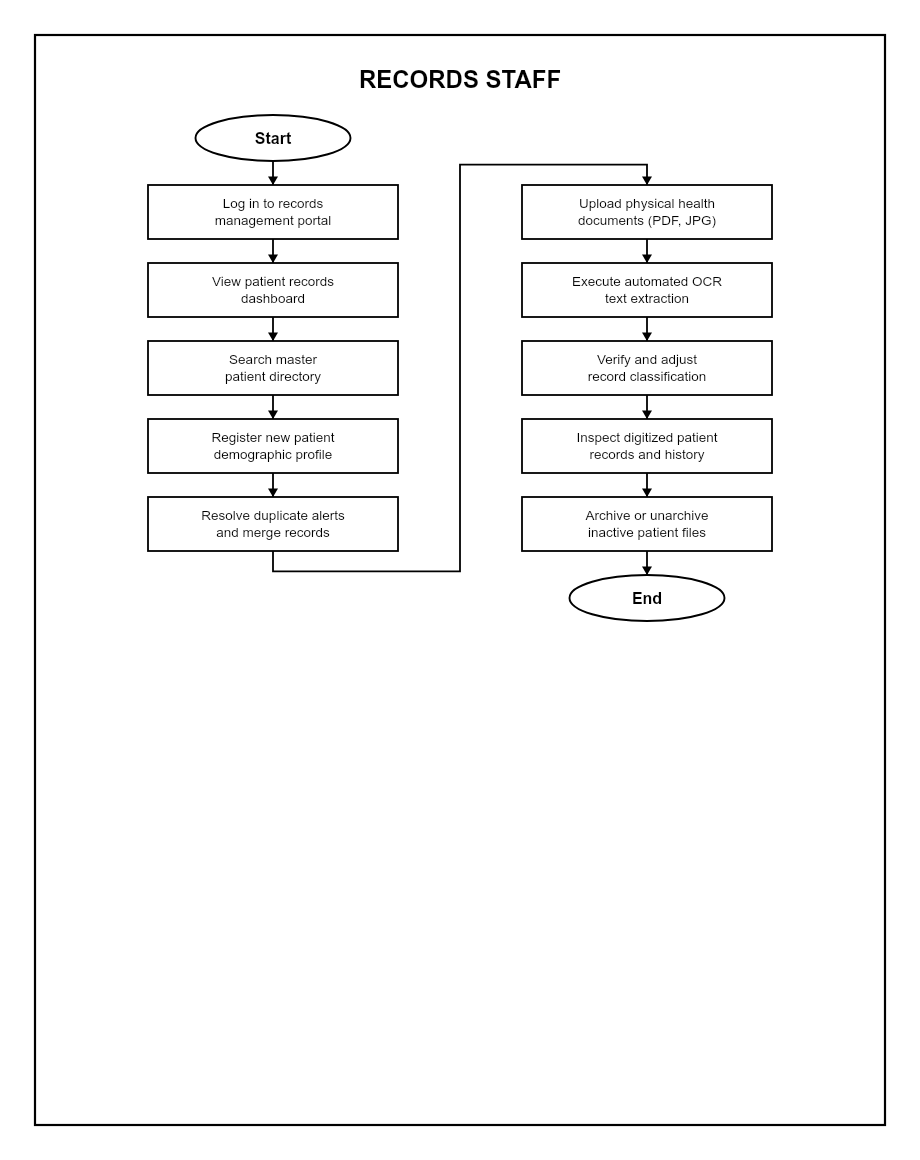 RECORDS STAFF
Start
Log in to records
management portal
View patient records
dashboard
Search master
patient directory
Register new patient
demographic profile
Resolve duplicate alerts
and merge records
Upload physical health
documents (PDF, JPG)
Execute automated OCR
text extraction
Verify and adjust
record classification
Inspect digitized patient
records and history
Archive or unarchive
inactive patient files
End